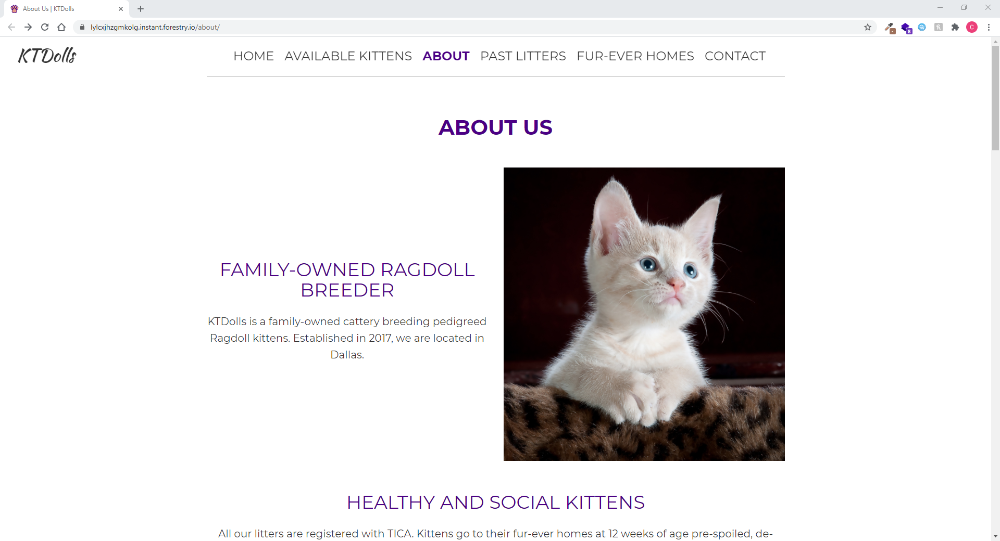 About Us | KTDolls
lylcxjhzgmkolg.instant.forestry.io/about/
8
C
KTDolls
HOME AVAILABLE KITTENS ABOUT PAST LITTERS FUR-EVER HOMES CONTACT
ABOUT US
FAMILY-OWNED RAGDOLL
BREEDER
KTDolls is a family-owned cattery breeding pedigreed
Ragdoll kittens. Established in 2017, we are located in
Dallas.
HEALTHY AND SOCIAL KITTENS
All our litters are registered with TICA. Kittens go to their fur-ever homes at 12 weeks of age pre-spoiled, de-